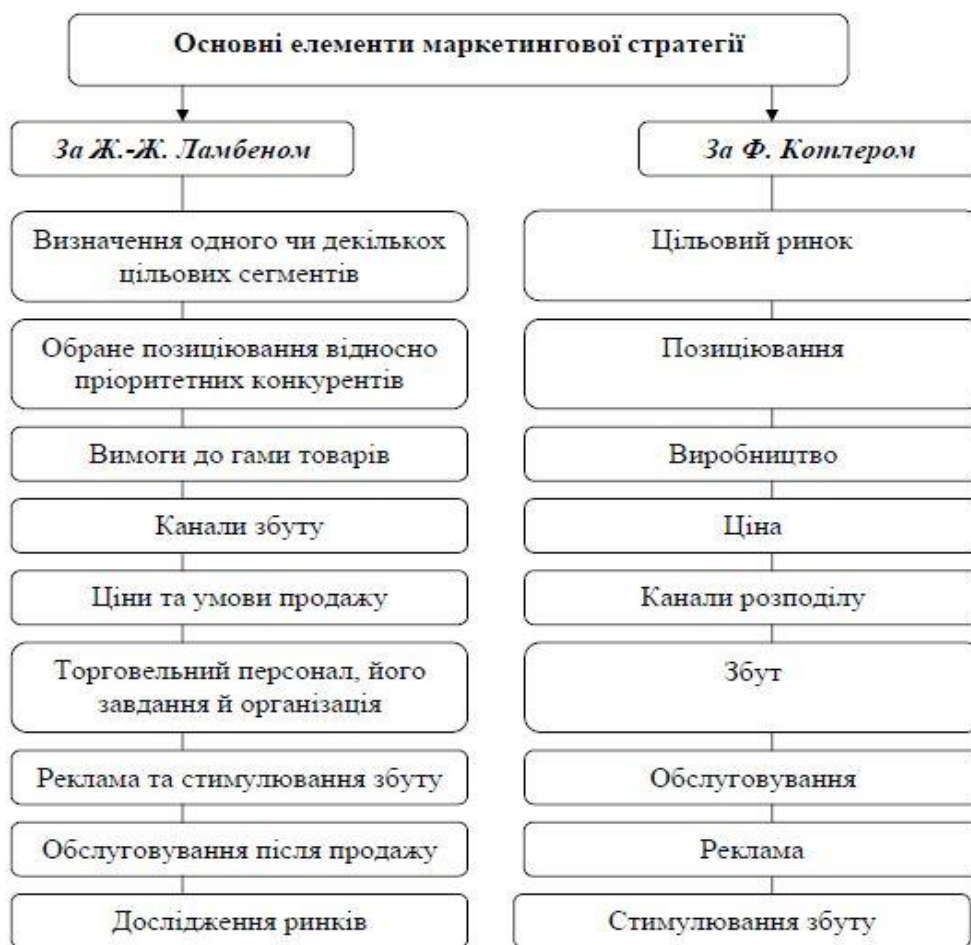 Основні елементи маркетингової стратегії
За Ж.-Ж. Ламбеном
Визначення одного чи декількох
цільових сегментів
Обране позиціювання відносно
пріоритетних конкурентів
Вимоги до гами товарів
Канали збуту
Ціни та умови продажу
Торговельний персонал, його
завдання й організація
Реклама та стимулювання збуту
Обслуговування після продажу
Дослідження ринків
За Ф. Котлером
Цільовий ринок
Позиціювання
Виробництво
Ціна
Канали розподілу
Збут
Обслуговування
Реклама
Стимулювання збуту